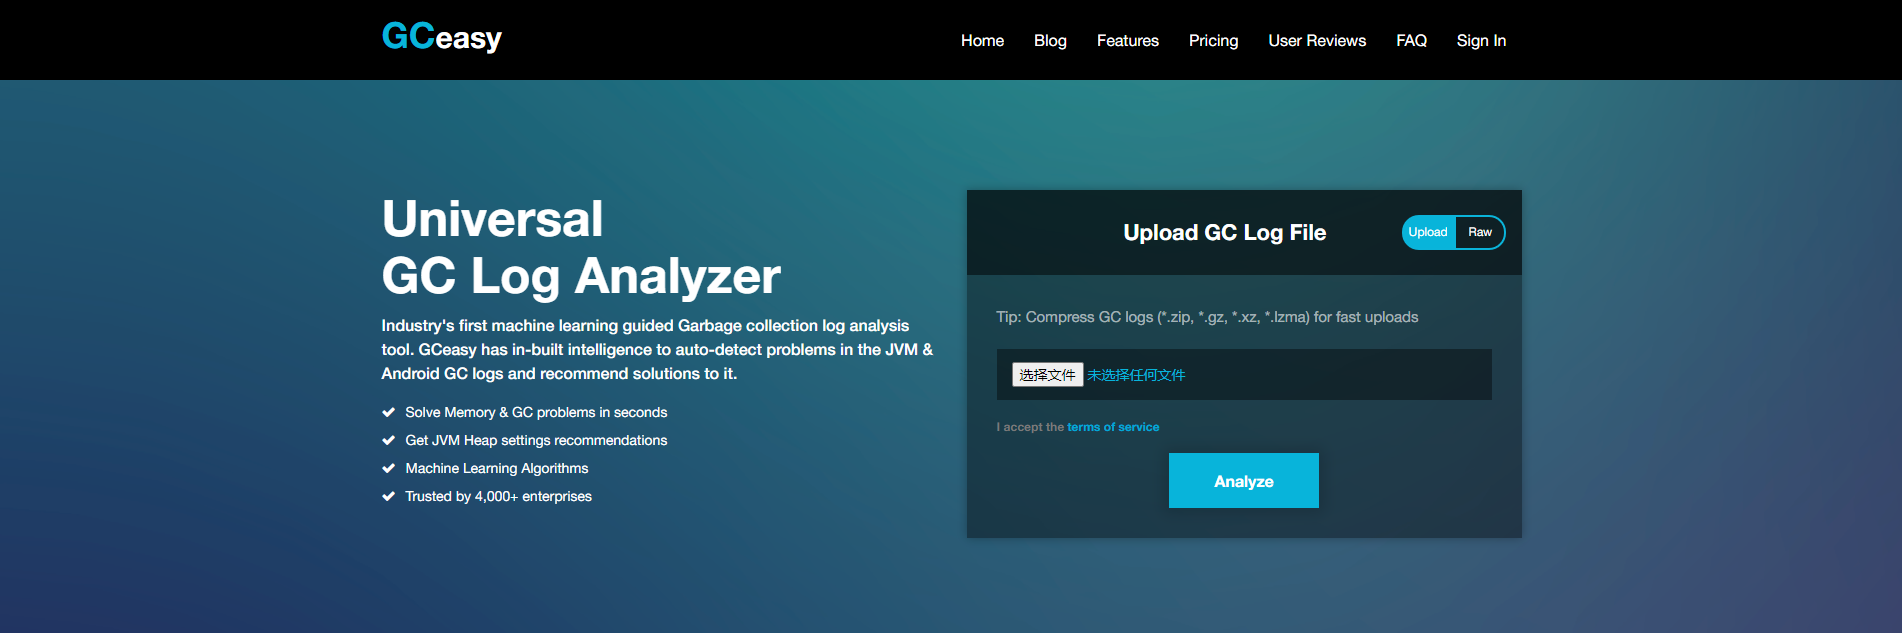 GCeasy
Home Blog Features Pricing User Reviews FAQ Sign In
Universal
GC Log Analyzer
Industry's first machine learning guided Garbage collection log analysis
tool. GCeasy has in-built intelligence to auto-detect problems in the JVM &
Android GC logs and recommend solutions to it.
Solve Memory & GC problems in seconds
Get JVM Heap settings recommendations
Machine Learning Algorithms
Trusted by 4,000+ enterprises
Upload GC Log File
Upload Raw
Tip: Compress GC logs (*.zip, *.gz, *.xz, *.lzma) for fast uploads
选择文件 未选择任何文件
I accept the terms of service
Analyze